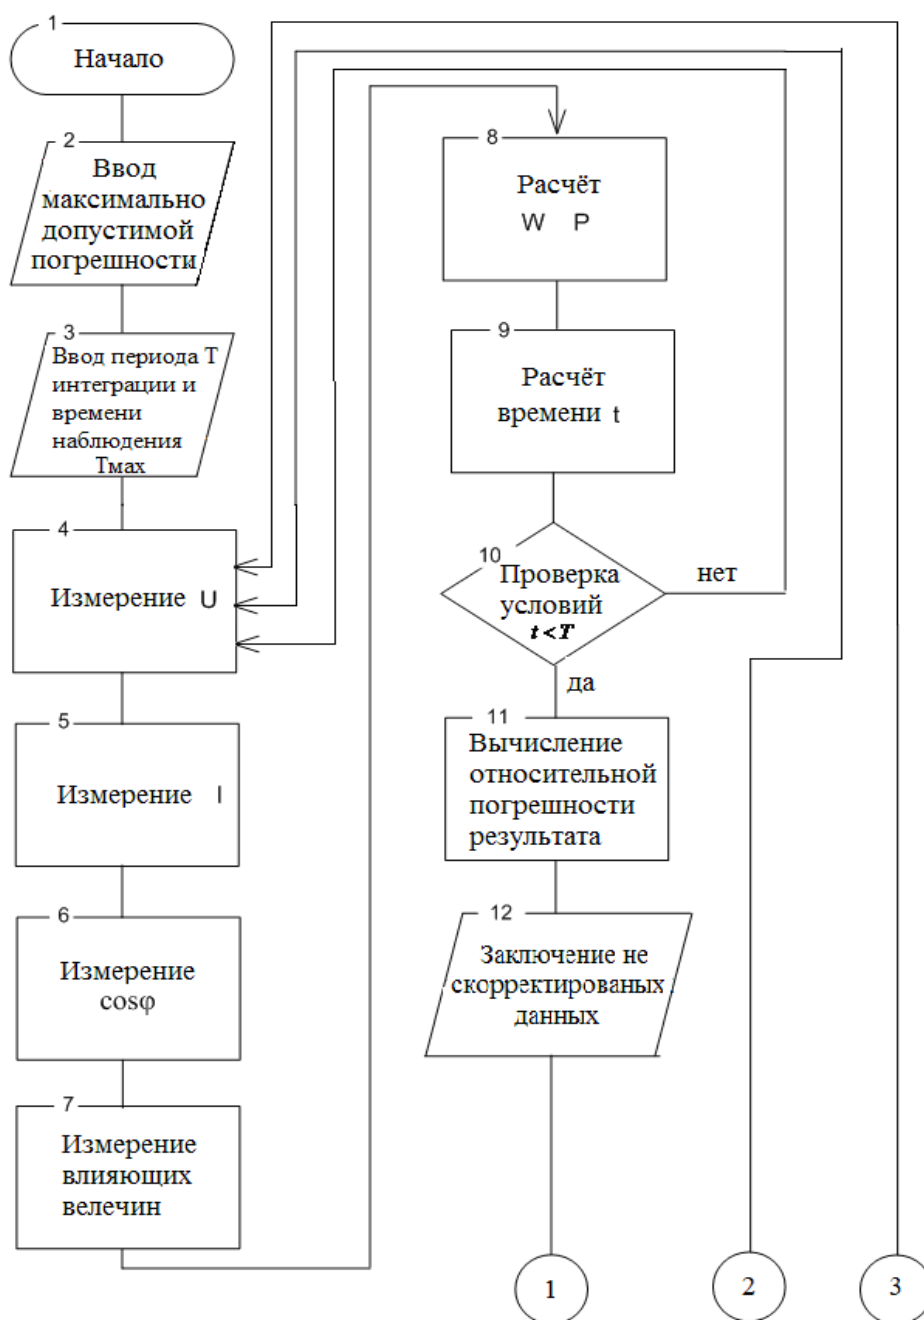 1
Начало
2
Ввод
максимально
допустимой
погрешности
3
Ввод периода Т
интеграции и
времени
наблюдения
Тмах
4
Измерение U
5
Измерение I
6
Измерение
cosφ
7
Измерение
влияющих
велечин
8
Расчёт
W P
9
Расчёт
времени t
10
Проверка
условий
t < T
нет
да
11
Вычисление
относительной
погрешности
результата
12
Заключение не
скорректированых
данных
1
2
3